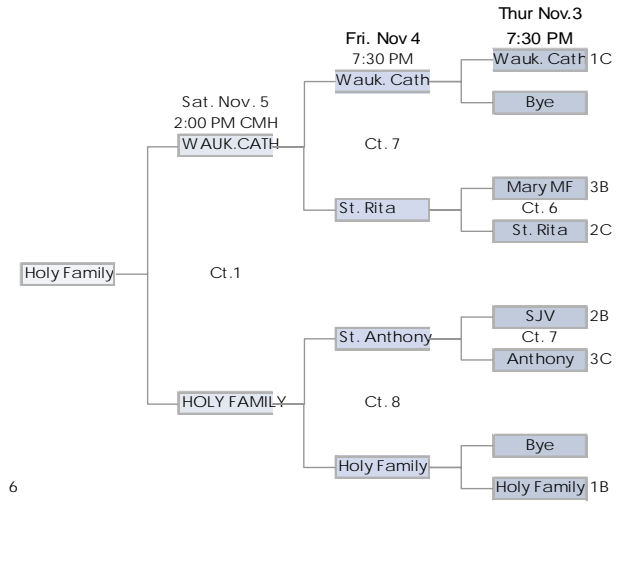 Thur Nov.3
Fri. Nov 4 7:30 PM
7:30 PM Wauk. Cath 1C
Wauk. Cath
Sat. Nov. 5 Bye
2:00 PM CMH
WAUK.CATH Ct. 7
Mary MF 3B
St. Rita Ct. 6
St. Rita 2C
Holy Family Ct.1
SJV 2B
St. Anthony Ct. 7
Anthony 3C
HOLY FAMILY Ct. 8
Bye
Holy Family
6 Holy Family 1B